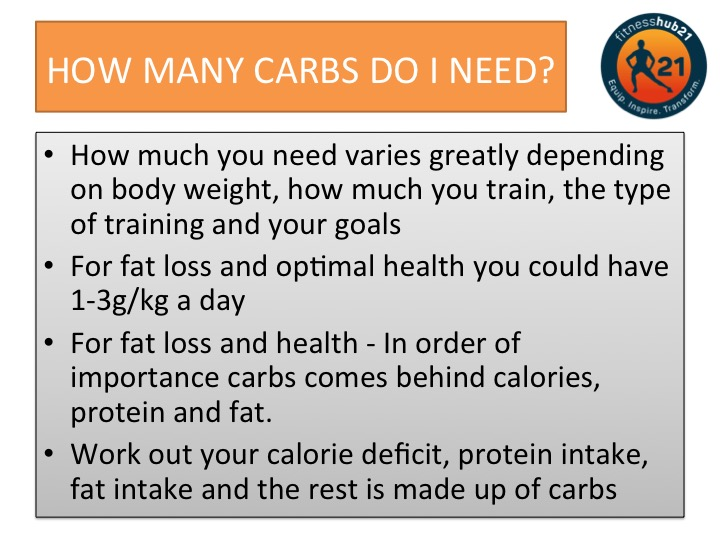 HOW MANY CARBS DO I NEED?
fitnesshub21
21
Equip. Inspire. Transform.
• How much you need varies greatly depending
on body weight, how much you train, the type
of training and your goals
• For fat loss and optimal health you could have
1-3g/kg a day
• For fat loss and health - In order of
importance carbs comes behind calories,
protein and fat.
• Work out your calorie deficit, protein intake,
fat intake and the rest is made up of carbs